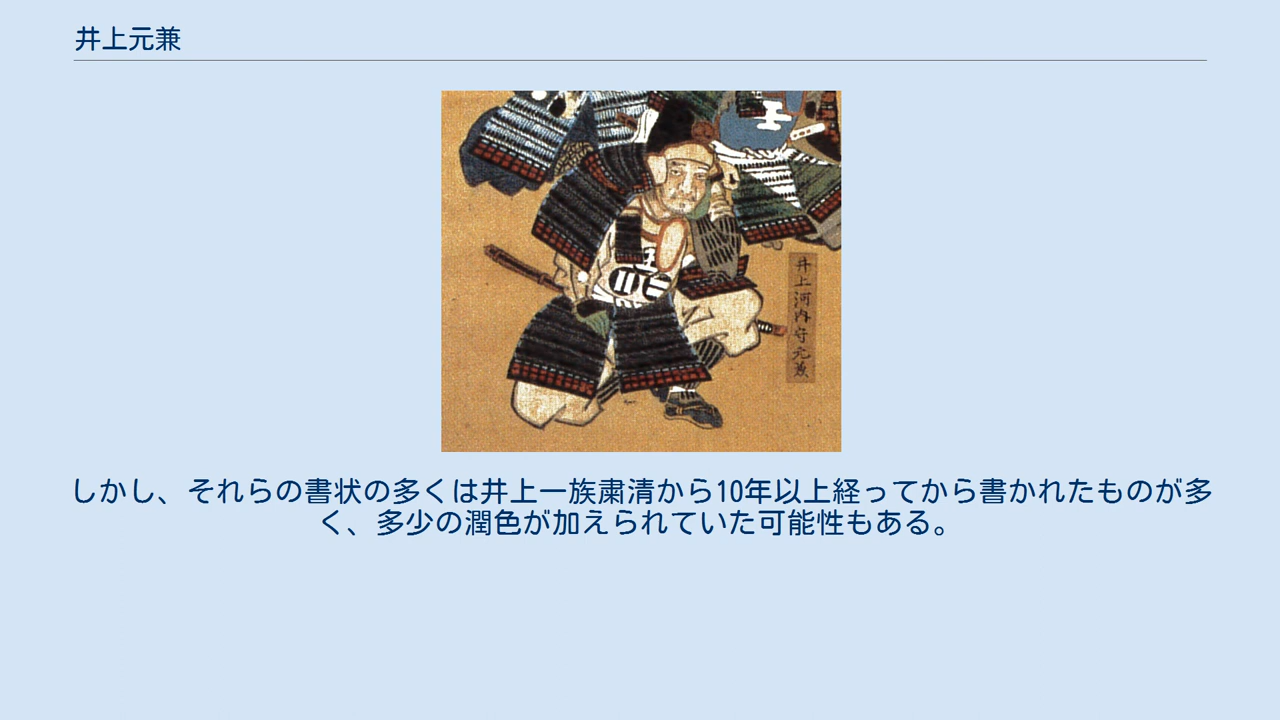 井上元兼
井上河内守元兼
しかし、それらの書状の多くは井上一族粛清から10年以上経ってから書かれたものが多
く、多少の潤色が加えられていた可能性もある。